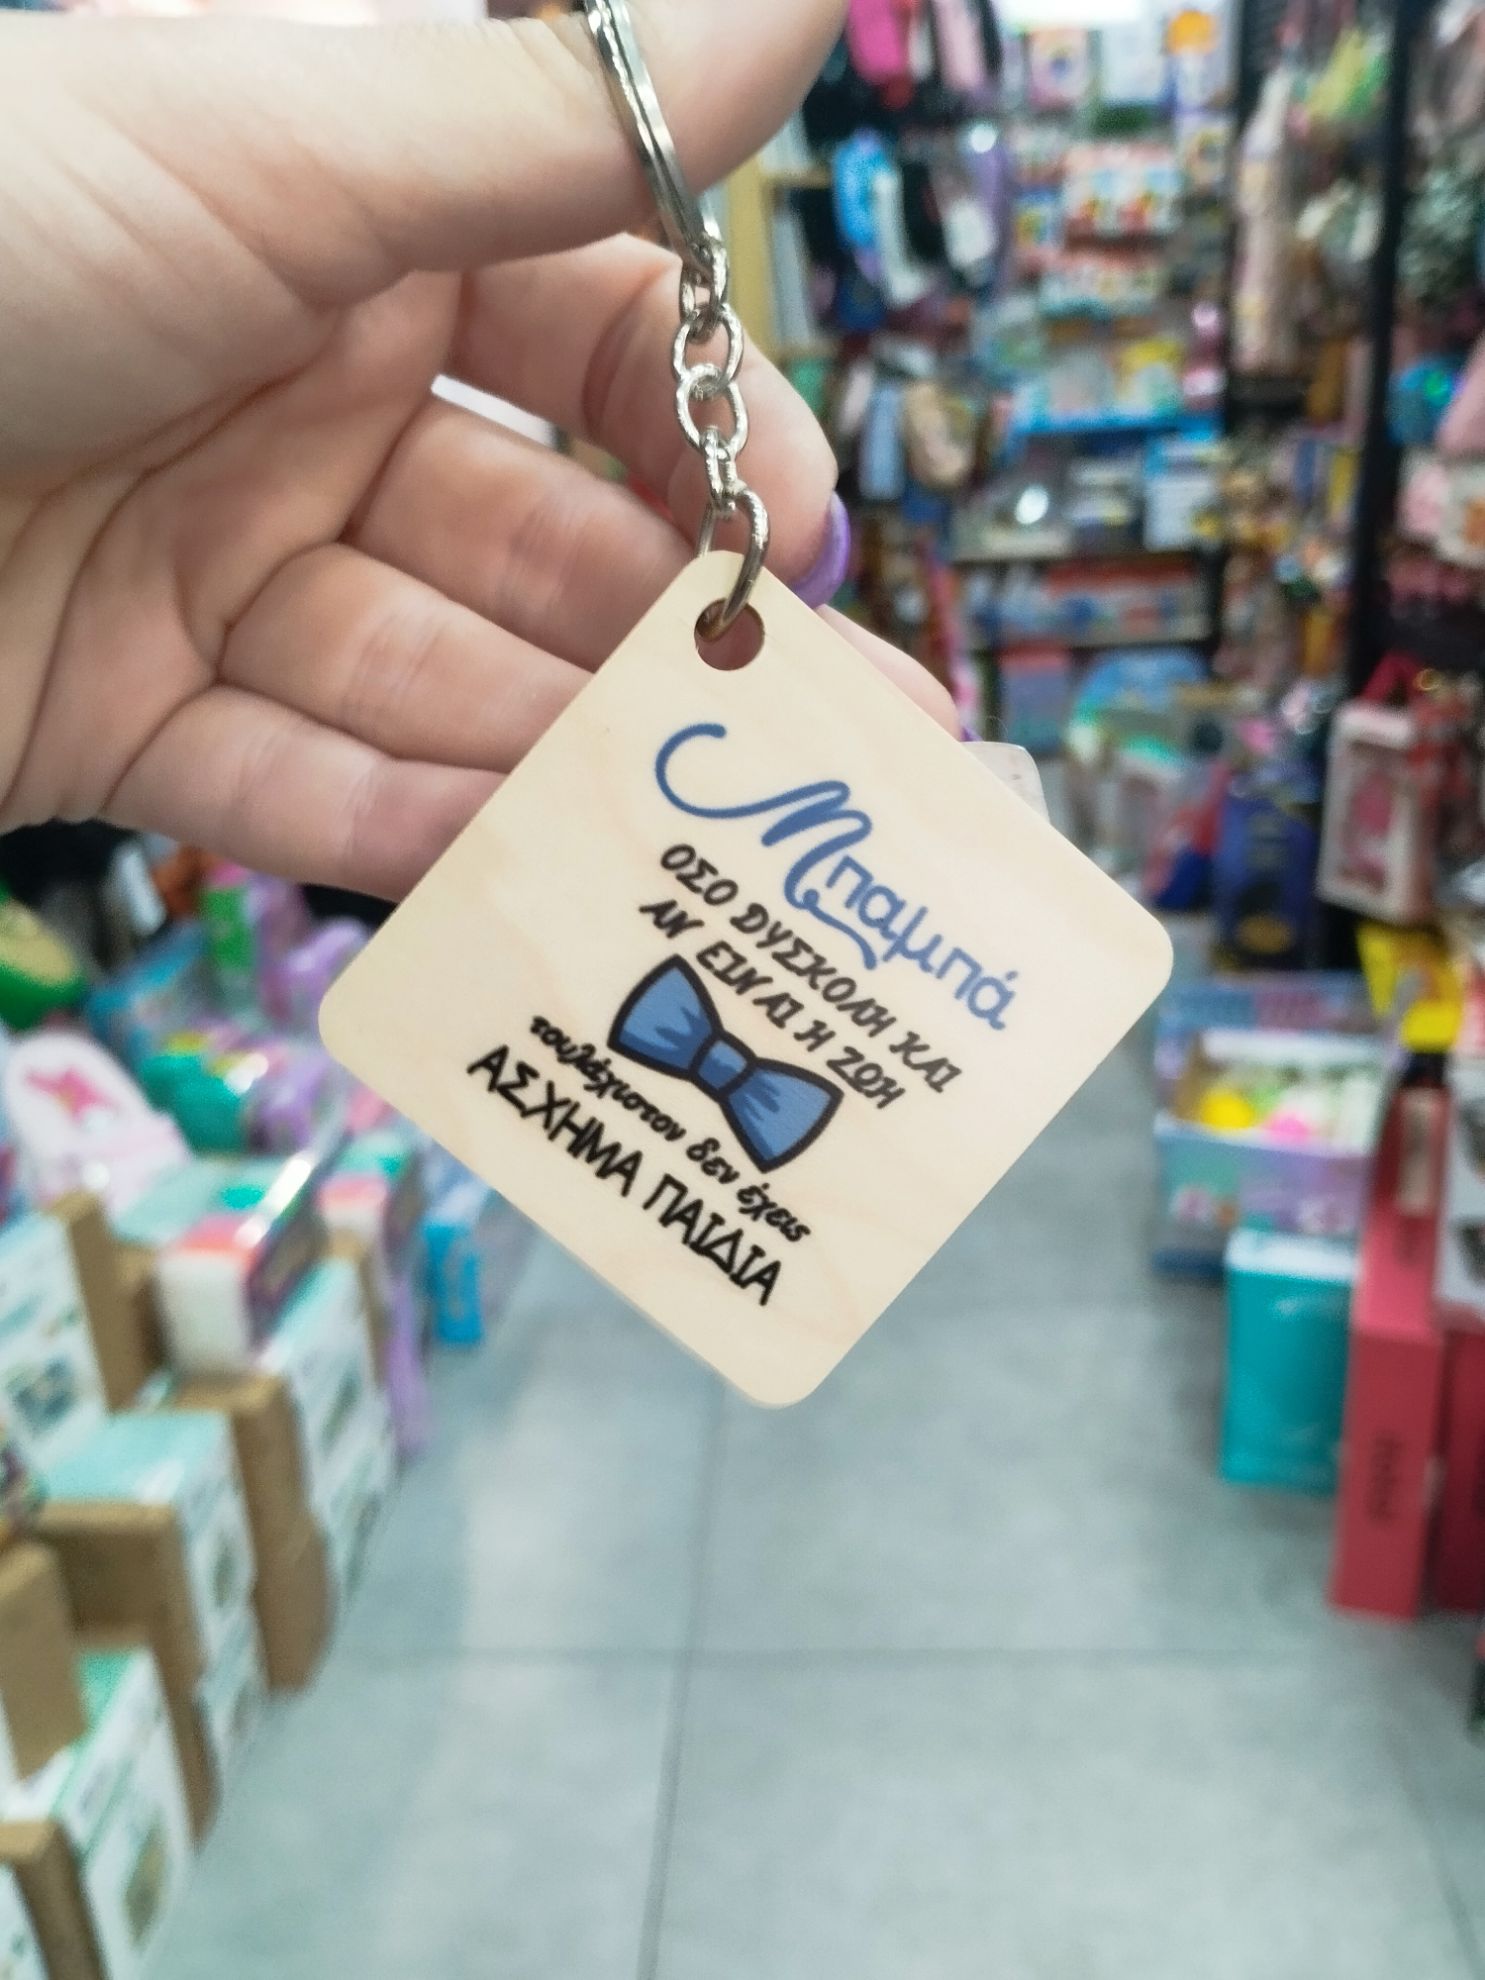 Μπαμπά
ΟΣΟ ΔΥΣΚΟΛΗ ΚΑΙ
ΑΝ ΕΙΝΑΙ Η ΖΩΗ
τουλάχιστον δεν έχεις
ΑΣΧΗΜΑ ΠΑΙΔΙΑ